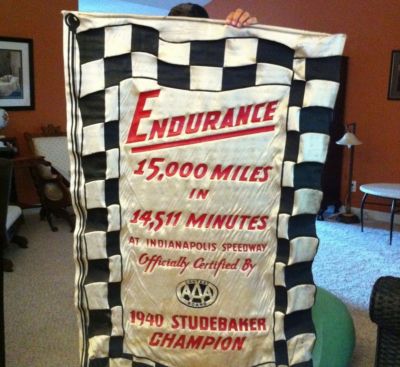 ENDURANCE
15,000 MILES
IN
14,511 MINUTES
AT INDIANAPOLIS SPEEDWAY
Officially Certified By
AAA
1940 STUDEBAKER
CHAMPION